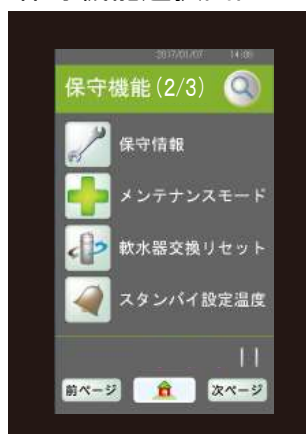 2017/01/07 14:00
保守機能(2/3)
保守情報
メンテナンスモード
軟水器交換リセット
スタンバイ設定温度
前ページ
次ページ